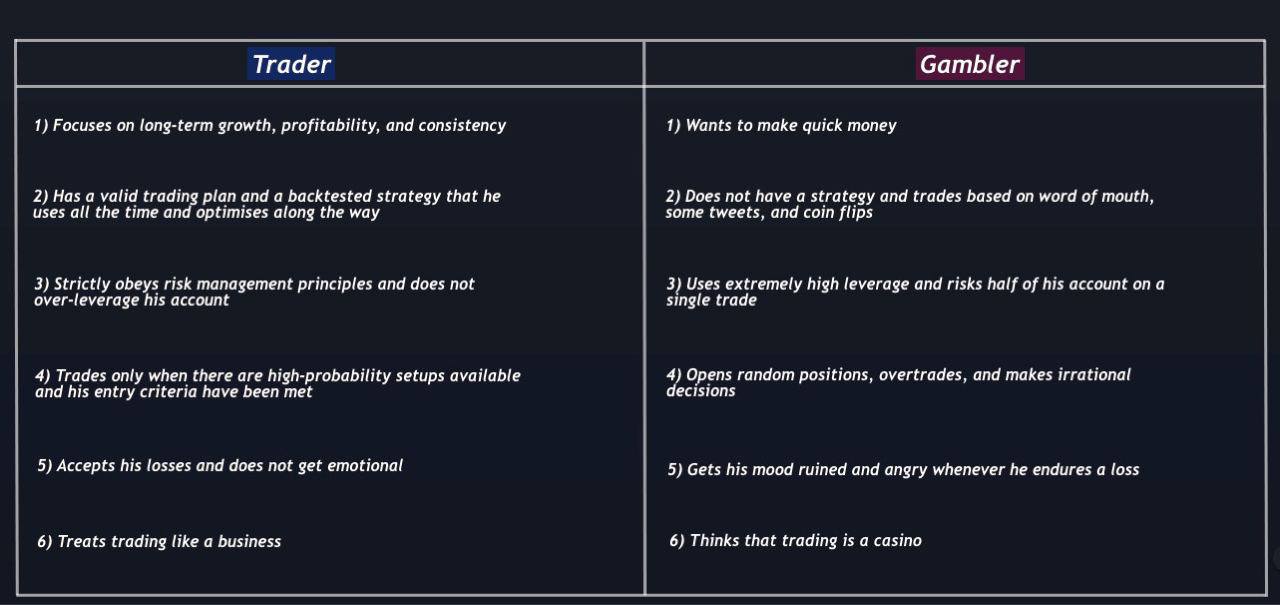 Trader
Gambler
1) Focuses on long-term growth, profitability, and consistency
1) Wants to make quick money
2) Has a valid trading plan and a backtested strategy that he
uses all the time and optimises along the way
2) Does not have a strategy and trades based on word of mouth,
some tweets, and coin flips
3) Strictly obeys risk management principles and does not
over-leverage his account
3) Uses extremely high leverage and risks half of his account on a
single trade
4) Trades only when there are high-probability setups available
and his entry criteria have been met
4) Opens random positions, overtrades, and makes irrational
decisions
5) Accepts his losses and does not get emotional
5) Gets his mood ruined and angry whenever he endures a loss
6) Treats trading like a business
6) Thinks that trading is a casino